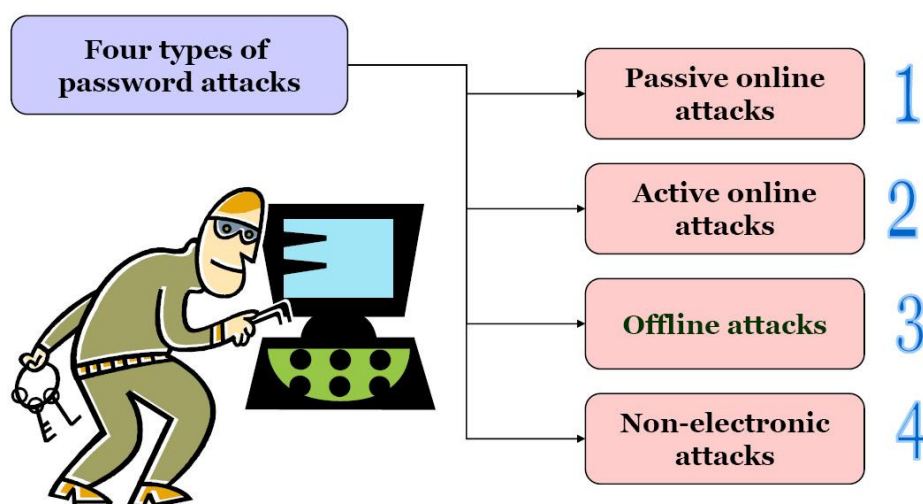 Four types of
password attacks
Passive online
attacks
1
Active online
attacks
2
Offline attacks
3
Non-electronic
attacks
4